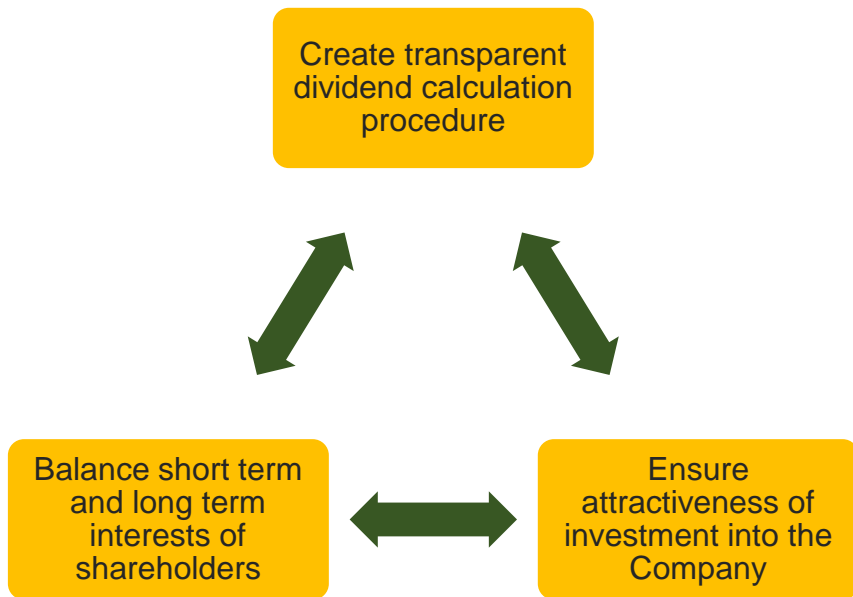 Create transparent
dividend calculation
procedure
Balance short term
and long term
interests of
shareholders
Ensure
attractiveness of
investment into the
Company